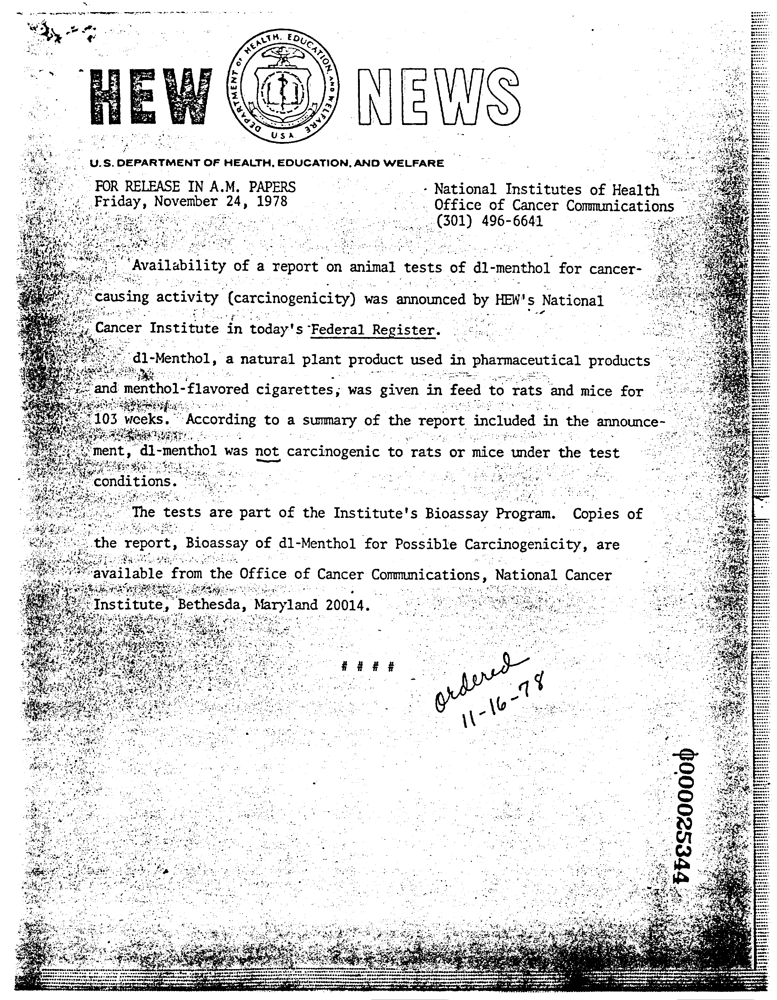 HEW NEWS
DEPARTMENT OF HEALTH, EDUCATION, AND WELFARE
USA
U.S. DEPARTMENT OF HEALTH, EDUCATION, AND WELFARE
FOR RELEASE IN A.M. PAPERS
Friday, November 24, 1978
National Institutes of Health
Office of Cancer Communications
(301) 496-6641
Availability of a report on animal tests of dl-menthol for cancer-
causing activity (carcinogenicity) was announced by HEW's National
Cancer Institute in today's Federal Register.
dl-Menthol, a natural plant product used in pharmaceutical products
and menthol-flavored cigarettes, was given in feed to rats and mice for
103 weeks. According to a summary of the report included in the announce-
ment, dl-menthol was not carcinogenic to rats or mice under the test
conditions.
The tests are part of the Institute's Bioassay Program. Copies of
the report, Bioassay of dl-Menthol for Possible Carcinogenicity, are
available from the Office of Cancer Communications, National Cancer
Institute, Bethesda, Maryland 20014.
# # # #
ordered
11-16-78
0000025344